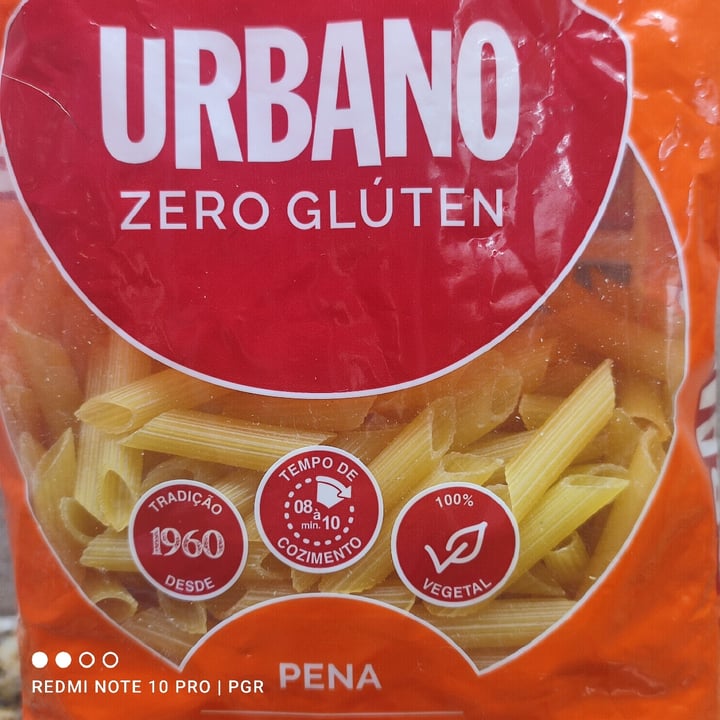 URBANO
ZERO GLÚTEN
TRADIÇÃO
1960
DESDE
TEMPO DE
08 à 10
min.
COZIMENTO
100%
VEGETAL
PENA
REDMI NOTE 10 PRO | PGR